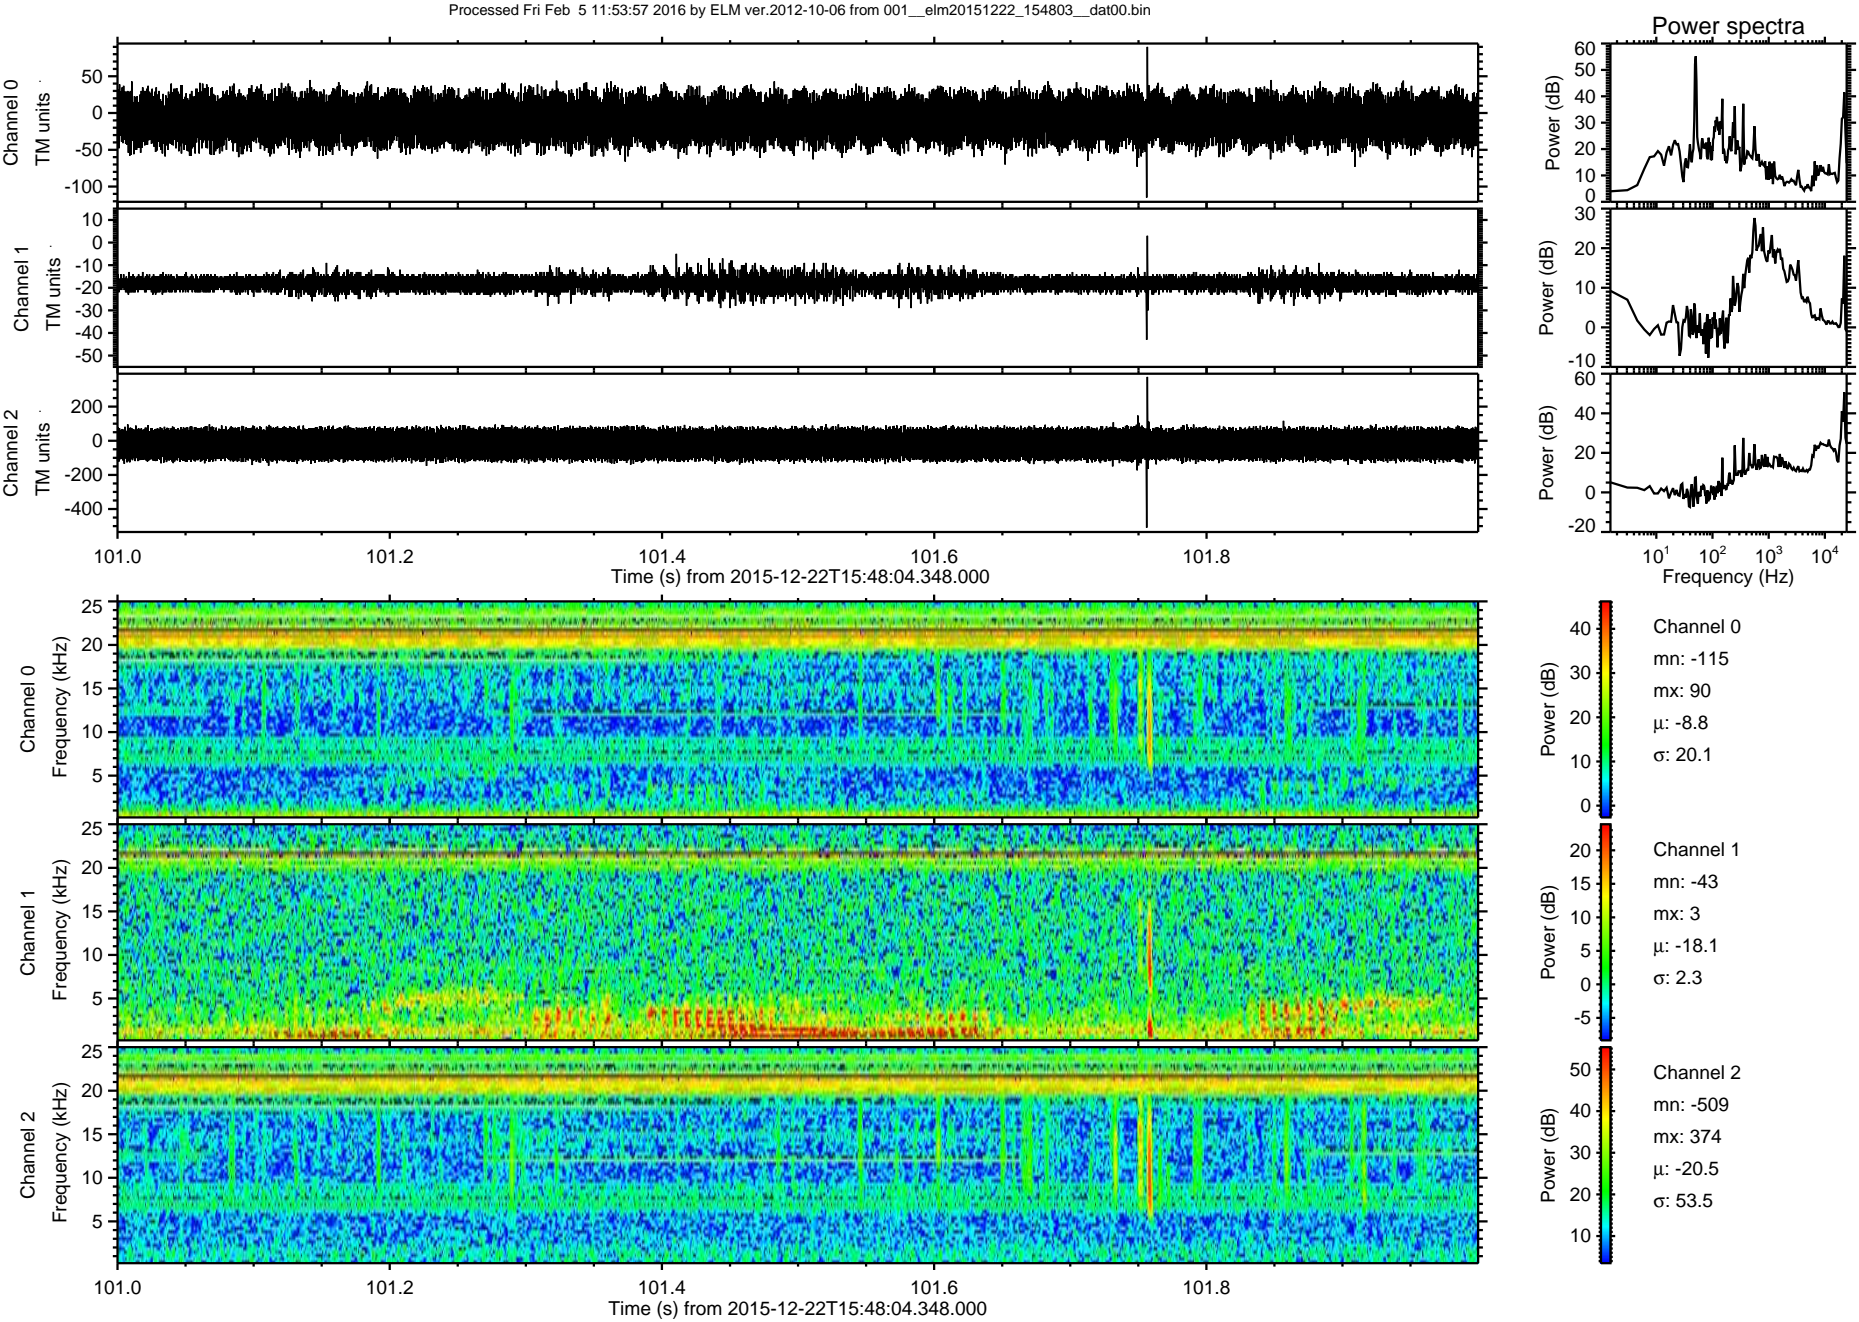 Processed Fri Feb  5 11:53:57 2016 by ELM ver.2012-10-06 from 001__elm20151222_154803__dat00.bin
Power spectra
Channel 0
TM units
50
0
-50
-100
Power (dB)
60
50
40
30
20
10
0
Channel 1
TM units
10
0
-10
-20
-30
-40
-50
Power (dB)
30
20
10
0
-10
Channel 2
TM units
200
0
-200
-400
Power (dB)
60
40
20
0
-20
101.0 101.2 101.4 101.6 101.8
Time (s) from 2015-12-22T15:48:04.348.000
10¹ 10² 10³ 10⁴
Frequency (Hz)
Channel 0
Frequency (kHz)
25
20
15
10
5
Power (dB)
40
30
20
10
0
Channel 0
mn: -115
mx: 90
μ: -8.8
σ: 20.1
Channel 1
Frequency (kHz)
25
20
15
10
5
Power (dB)
20
15
10
5
0
-5
Channel 1
mn: -43
mx: 3
μ: -18.1
σ: 2.3
Channel 2
Frequency (kHz)
25
20
15
10
5
Power (dB)
50
40
30
20
10
Channel 2
mn: -509
mx: 374
μ: -20.5
σ: 53.5
101.0 101.2 101.4 101.6 101.8
Time (s) from 2015-12-22T15:48:04.348.000